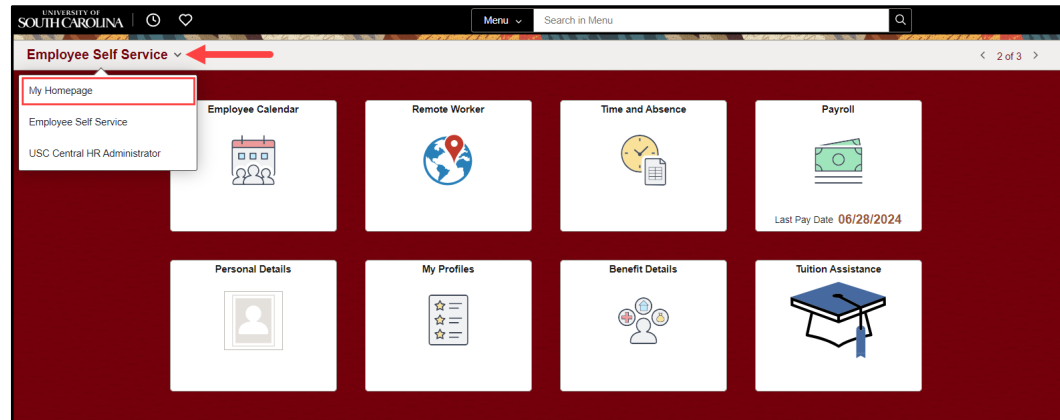 UNIVERSITY OF
SOUTH CAROLINA
Menu
Search in Menu
Employee Self Service
2 of 3
My Homepage
Employee Self Service
USC Central HR Administrator
Employee Calendar
Remote Worker
Time and Absence
Payroll
Last Pay Date 06/28/2024
Personal Details
My Profiles
Benefit Details
Tuition Assistance